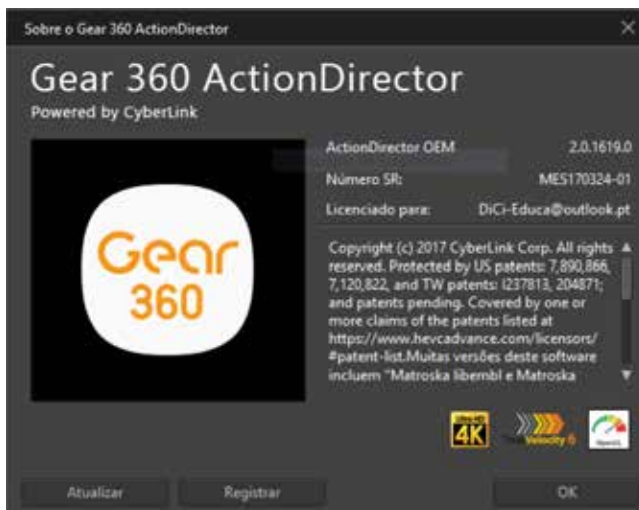 Sobre o Gear 360 ActionDirector
Gear 360 ActionDirector
Powered by CyberLink
Gear
360
ActionDirector OEM 2.0.1619.0
Número SR: MES170324-01
Licenciado para: DiCi-Educa@outlook.pt
Copyright (c) 2017 CyberLink Corp. All rights
reserved. Protected by US patents: 7,890,866,
7,120,822, and TW patents: I237813, 204871;
and patents pending. Covered by one or
more claims of the patents listed at
https://www.hevcadvance.com/licensors/
#patent-list.Muitas versões deste software
incluem "Matroska libembl e Matroska
4K
Velocity 6
Atualizar Registrar OK